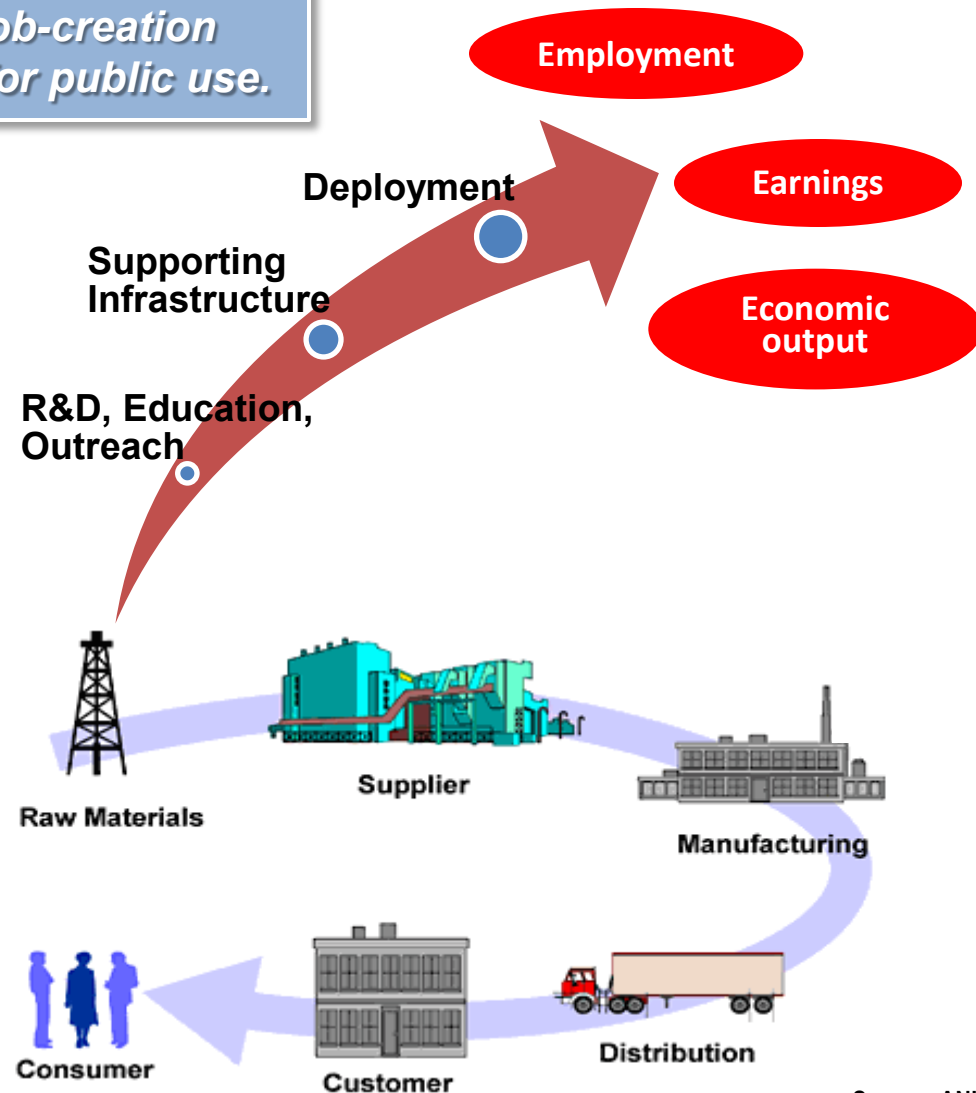 ob-creation
or public use.
Employment
Earnings
Economic
output
Deployment
Supporting
Infrastructure
R&D, Education,
Outreach
Raw Materials
Supplier
Manufacturing
Distribution
Customer
Consumer